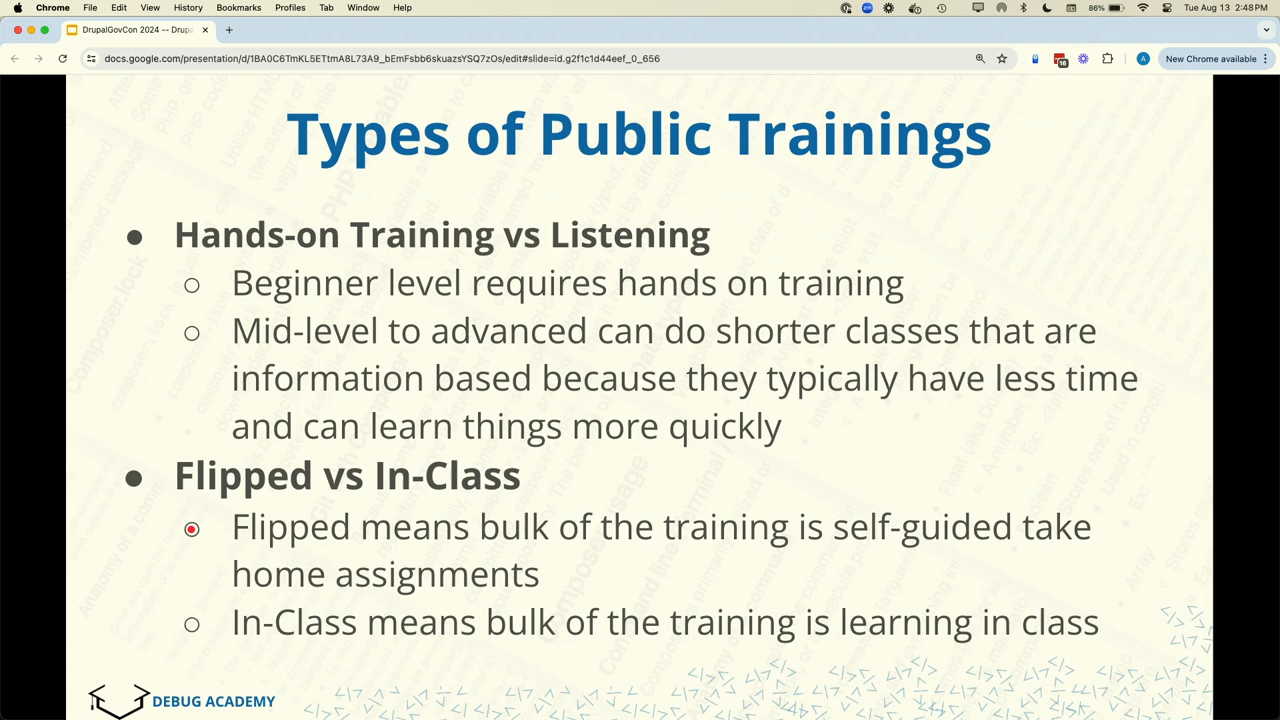 Chrome File Edit View History Bookmarks Profiles Tab Window Help 86% Tue Aug 13 2:48 PM
DrupalGovCon 2024 -- Drup
docs.google.com/presentation/d/1BA0C6TmKL5ETtmA8L73A9_bEmFsbb6skuazsYSQ7zOs/edit#slide=id.g2f1c1d44eef_0_656 16 A New Chrome available
Types of Public Trainings
● Hands-on Training vs Listening
○ Beginner level requires hands on training
○ Mid-level to advanced can do shorter classes that are
information based because they typically have less time
and can learn things more quickly
● Flipped vs In-Class
○ Flipped means bulk of the training is self-guided take
home assignments
○ In-Class means bulk of the training is learning in class
DEBUG ACADEMY